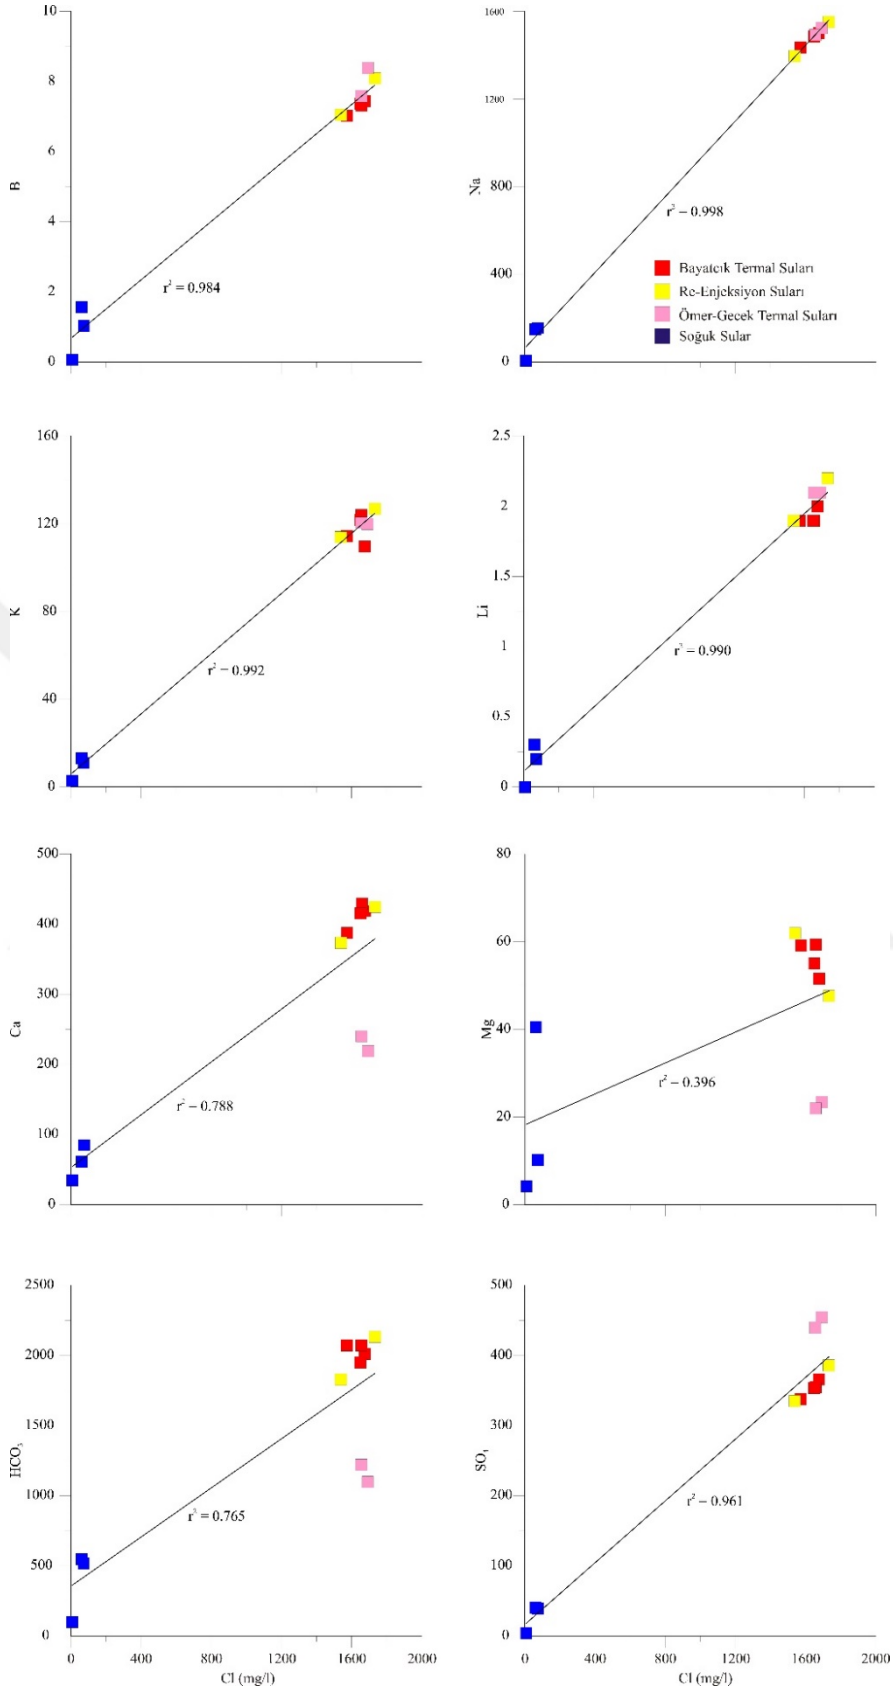 10
8
6
4
2
0
B
r² = 0.984
1600
1200
800
400
0
Na
r² – 0.998
Bayatcık Termal Suları
Re-Enjeksiyon Suları
Ömer-Gecek Termal Suları
Soğuk Sular
160
120
80
40
0
K
r² = 0.992
2.5
2
1.5
1
0.5
0
Li
r² = 0.990
500
400
300
200
100
0
Ca
r² – 0.788
80
60
40
20
0
Mg
r² – 0.396
2500
2000
1500
1000
500
0
HCO₃
r² = 0.765
0 400 800 1200 1600 2000
Cl (mg/l)
500
400
300
200
100
0
SO₄
r² – 0.961
0 400 800 1200 1600 2000
Cl (mg/l)